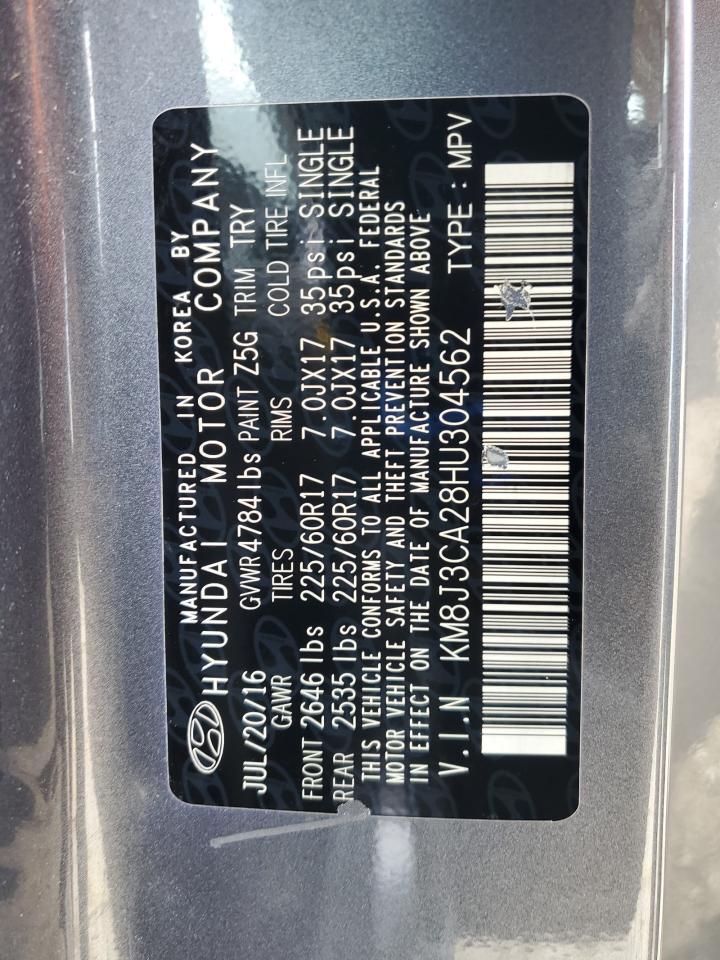 MANUFACTURED IN KOREA BY
HYUNDAI MOTOR COMPANY
JUL/20/16 GVWR 4784 lbs PAINT Z5G TRIM TRY
GAWR TIRES RIMS COLD TIRE INFL
FRONT 2646 lbs 225/60R17 7.0JX17 35psi SINGLE
REAR 2535 lbs 225/60R17 7.0JX17 35psi SINGLE
THIS VEHICLE CONFORMS TO ALL APPLICABLE U.S.A. FEDERAL
MOTOR VEHICLE SAFETY AND THEFT PREVENTION STANDARDS
IN EFFECT ON THE DATE OF MANUFACTURE SHOWN ABOVE
V.I.N KM8J3CA28HU304562 TYPE : MPV